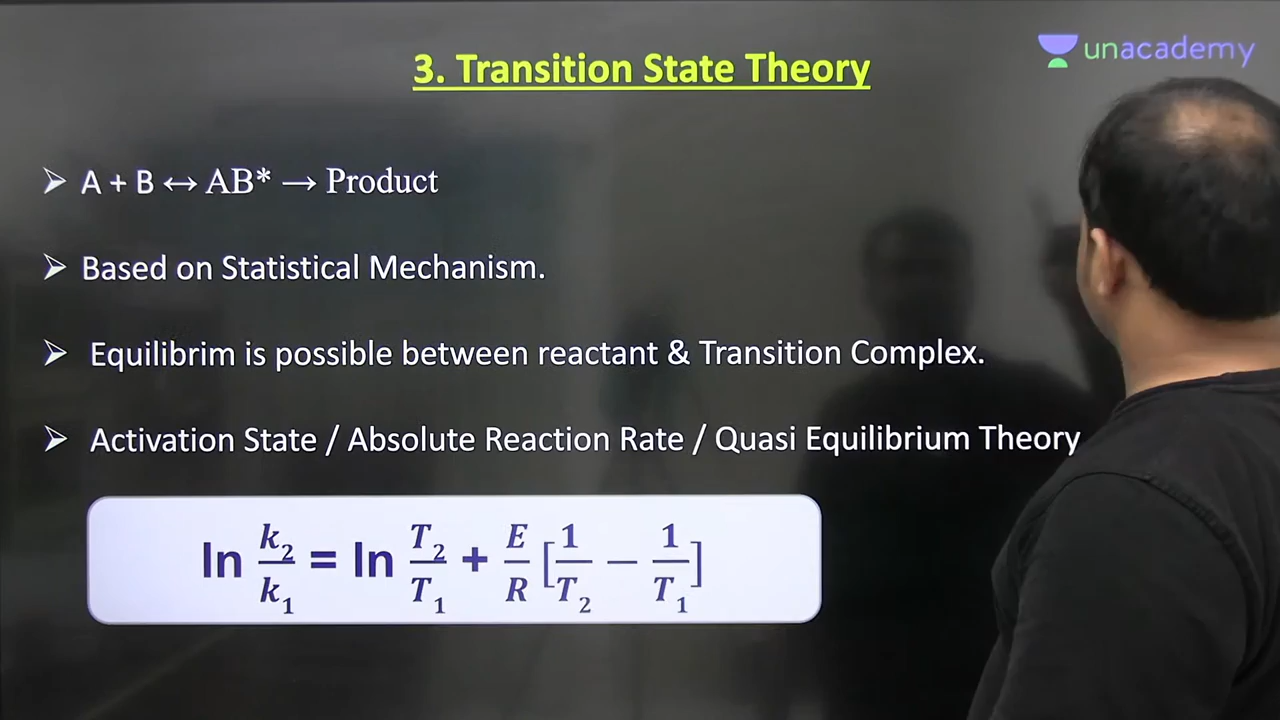 unacademy
3. Transition State Theory
➢ A + B ↔ AB* → Product
➢ Based on Statistical Mechanism.
➢ Equilibrim is possible between reactant & Transition Complex.
➢ Activation State / Absolute Reaction Rate / Quasi Equilibrium Theory
ln k₂/k₁ = ln T₂/T₁ + E/R [1/T₂ − 1/T₁]